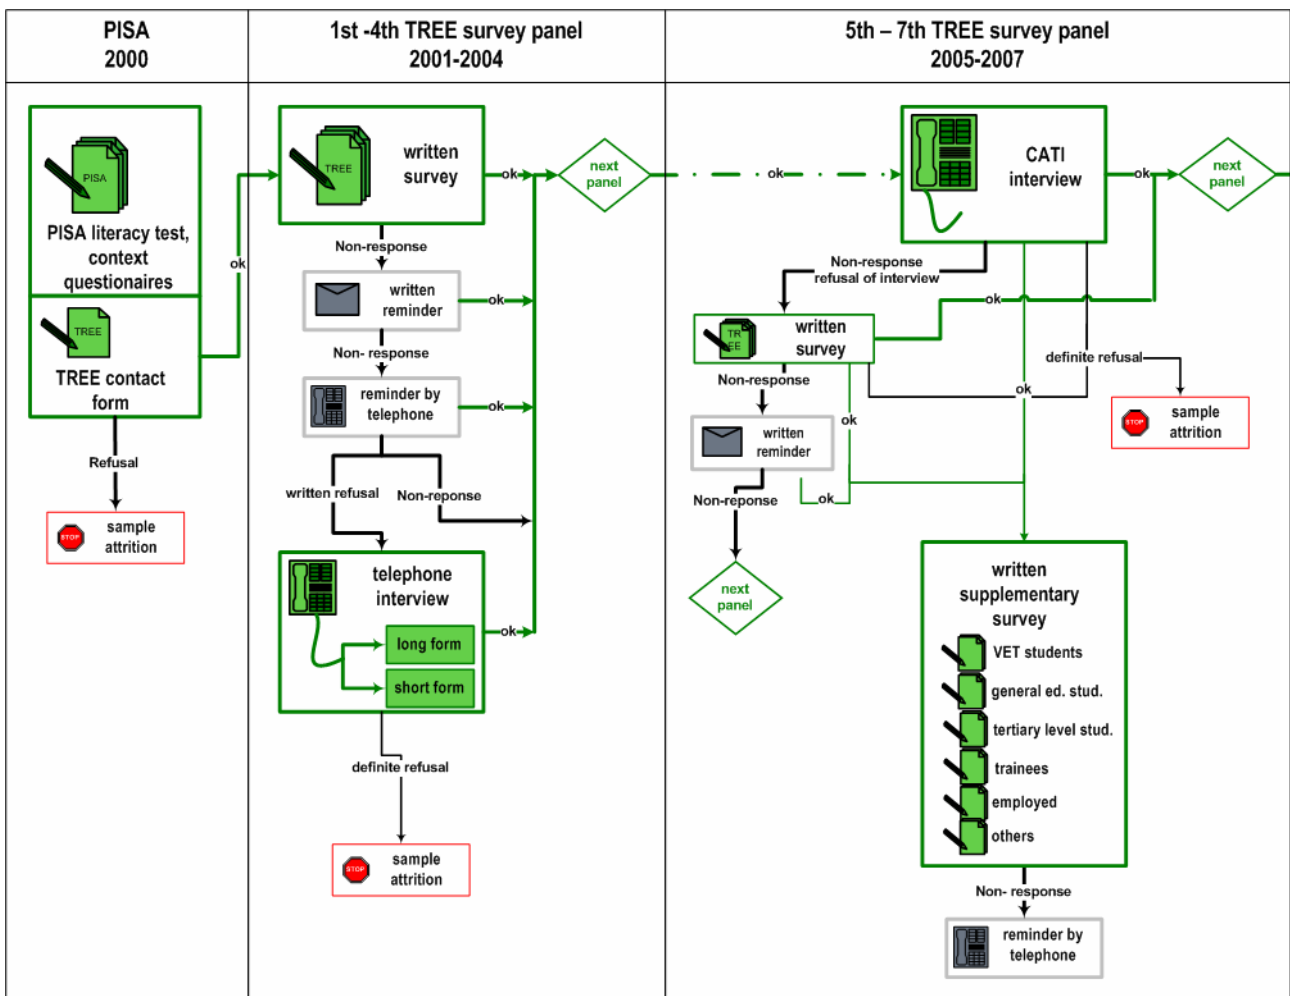 PISA
2000
1st -4th TREE survey panel
2001-2004
5th – 7th TREE survey panel
2005-2007
PISA
PISA literacy test,
context
questionaires
TREE
TREE contact
form
ok
Refusal
STOP
sample
attrition
TREE
written
survey
ok
next
panel
Non-response
written
reminder
ok
Non- response
reminder by
telephone
ok
written refusal
Non-reponse
telephone
interview
long form
short form
ok
definite refusal
STOP
sample
attrition
ok
CATI
interview
ok
next
panel
Non-response
refusal of interview
ok
TR
EE
written
survey
definite refusal
STOP
sample
attrition
Non-response
ok
ok
written
reminder
ok
Non-reponse
next
panel
written
supplementary
survey
VET students
general ed. stud.
tertiary level stud.
trainees
employed
others
Non- response
reminder by
telephone